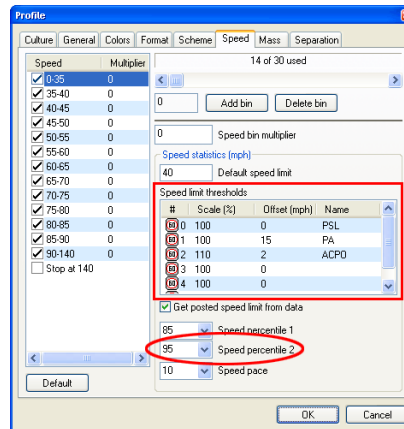 Profile
Culture General Colors Format Scheme Speed Mass Separation
Speed Multiplier
0-35 0
35-40 0
40-45 0
45-50 0
50-55 0
55-60 0
60-65 0
65-70 0
70-75 0
75-80 0
80-85 0
85-90 0
90-140 0
Stop at 140
Default
14 of 30 used
0 Add bin Delete bin
0 Speed bin multiplier
Speed statistics (mph)
40 Default speed limit
Speed limit thresholds
# Scale (%) Offset (mph) Name
60 0 100 0 PSL
60 1 100 15 PA
60 2 110 2 ACPO
60 3 100 0
60 4 100 0
Get posted speed limit from data
85 Speed percentile 1
95 Speed percentile 2
10 Speed pace
OK Cancel